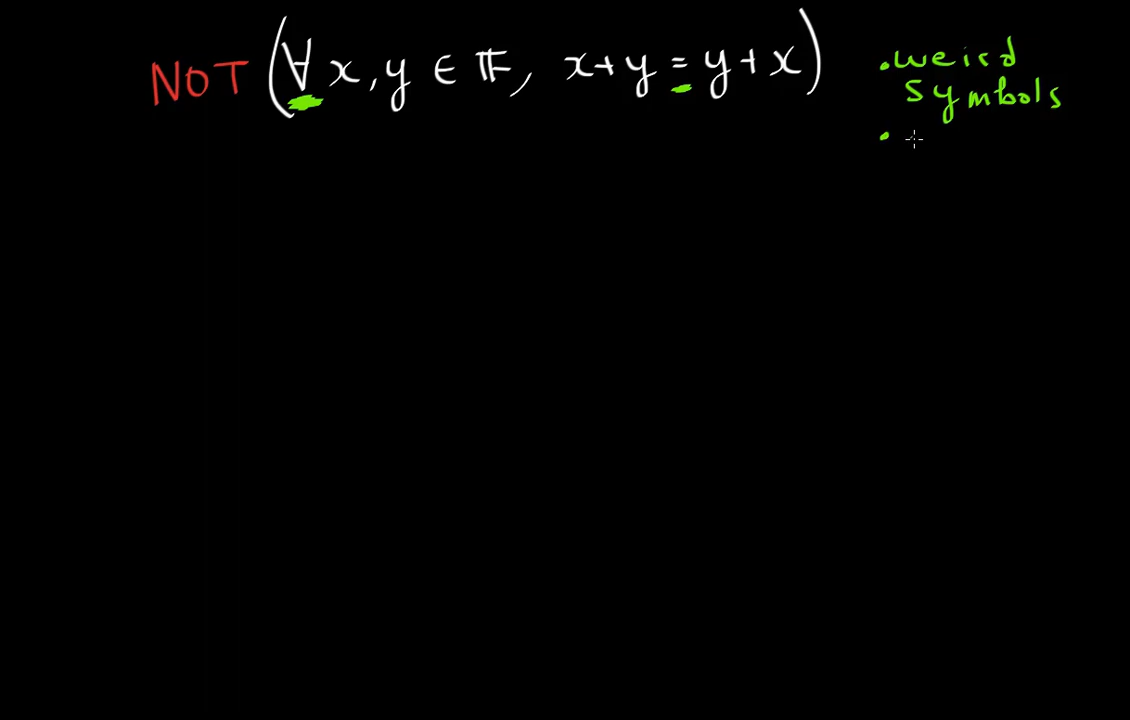 NOT (∀ x, y ∈ 𝔽, x+y = y+x)
• weird
symbols
•